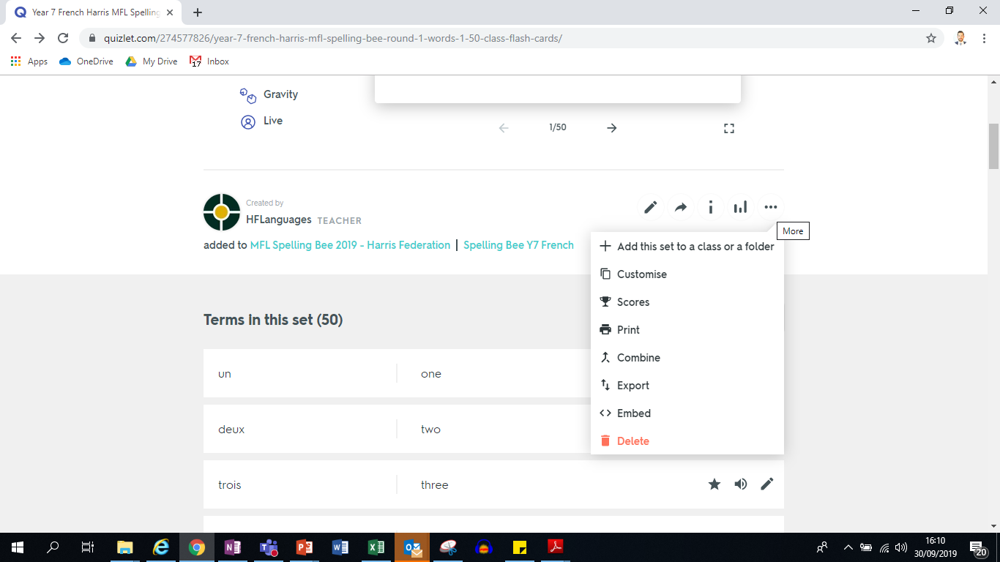 Year 7 French Harris MFL Spelling
quizlet.com/274577826/year-7-french-harris-mfl-spelling-bee-round-1-words-1-50-class-flash-cards/
Apps OneDrive My Drive 17 Inbox
Gravity
Live
1/50
Created by
HFLanguages TEACHER
added to MFL Spelling Bee 2019 - Harris Federation | Spelling Bee Y7 French
More
Add this set to a class or a folder
Customise
Scores
Print
Combine
Export
Embed
Delete
Terms in this set (50)
un one
deux two
trois three
16:10
30/09/2019
20